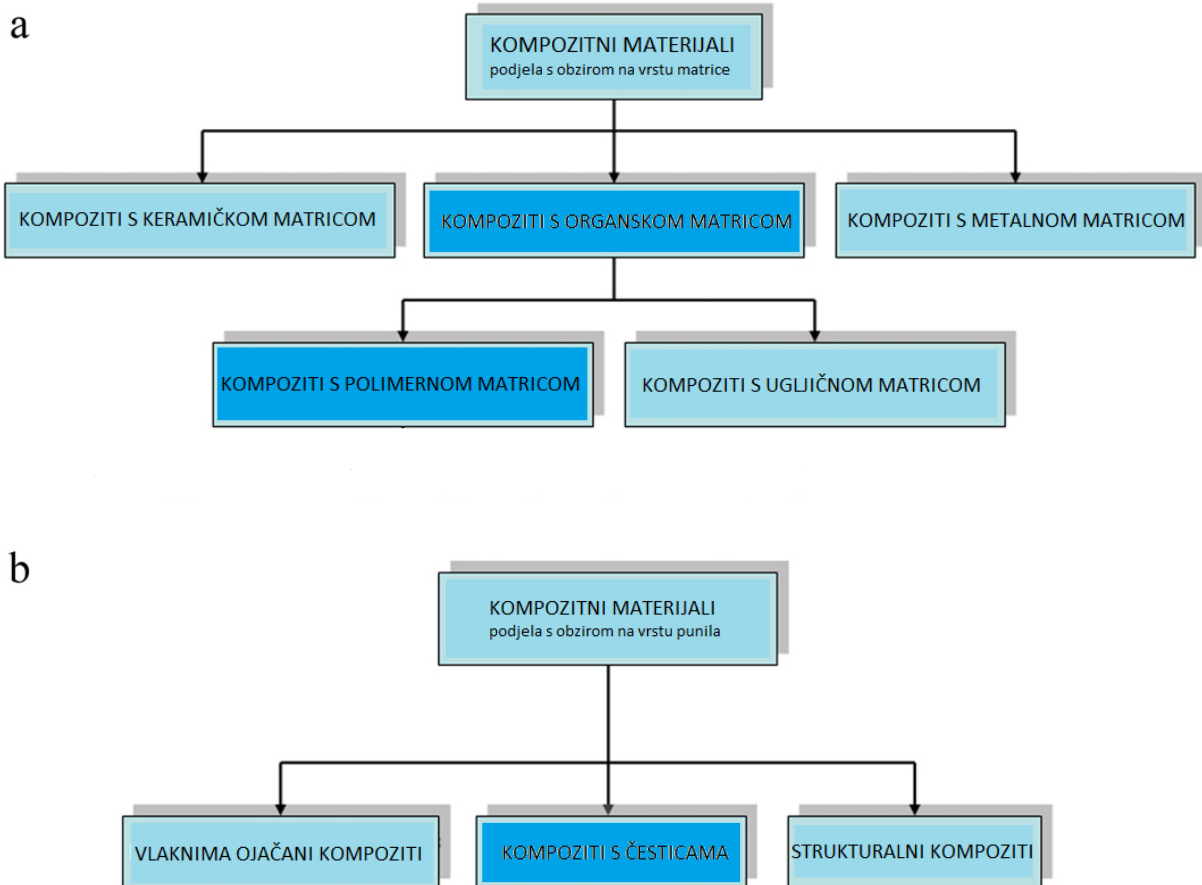 a
KOMPOZITNI MATERIJALI
podjela s obzirom na vrstu matrice
KOMPOZITI S KERAMIČKOM MATRICOM
KOMPOZITI S ORGANSKOM MATRICOM
KOMPOZITI S METALNOM MATRICOM
KOMPOZITI S POLIMERNOM MATRICOM
KOMPOZITI S UGLJIČNOM MATRICOM
b
KOMPOZITNI MATERIJALI
podjela s obzirom na vrstu punila
VLAKNIMA OJAČANI KOMPOZITI
KOMPOZITI S ČESTICAMA
STRUKTURALNI KOMPOZITI